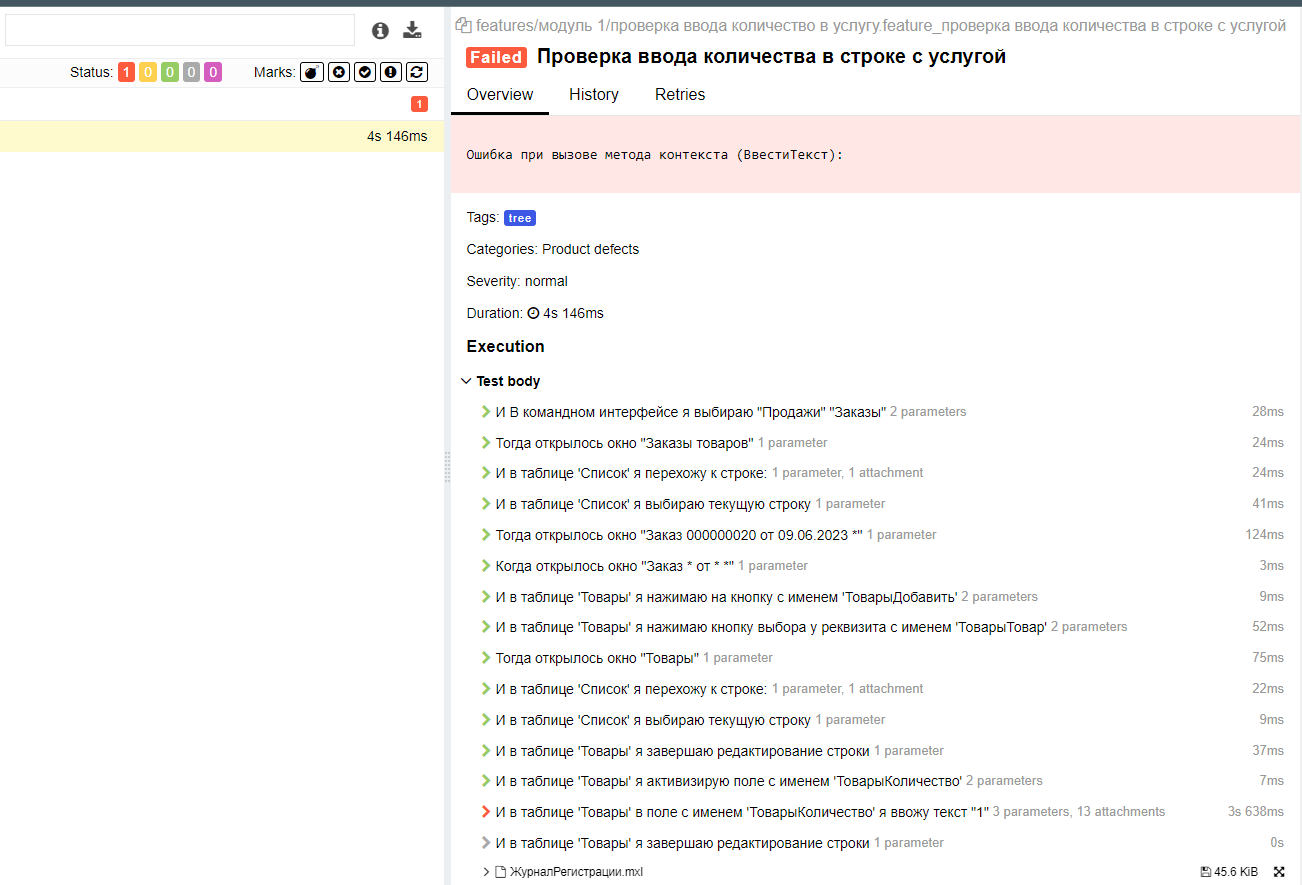 features/модуль 1/проверка ввода количество в услугу.feature_проверка ввода количества в строке с услугой
Failed Проверка ввода количества в строке с услугой
Status: 1 0 0 0 0 Marks:
Overview History Retries
1
4s 146ms
Ошибка при вызове метода контекста (ВвестиТекст):
Tags: tree
Categories: Product defects
Severity: normal
Duration: 4s 146ms
Execution
Test body
И В командном интерфейсе я выбираю "Продажи" "Заказы" 2 parameters 28ms
Тогда открылось окно "Заказы товаров" 1 parameter 24ms
И в таблице 'Список' я перехожу к строке: 1 parameter, 1 attachment 24ms
И в таблице 'Список' я выбираю текущую строку 1 parameter 41ms
Тогда открылось окно "Заказ 000000020 от 09.06.2023 *" 1 parameter 124ms
Когда открылось окно "Заказ * от * *" 1 parameter 3ms
И в таблице 'Товары' я нажимаю на кнопку с именем 'ТоварыДобавить' 2 parameters 9ms
И в таблице 'Товары' я нажимаю кнопку выбора у реквизита с именем 'ТоварыТовар' 2 parameters 52ms
Тогда открылось окно "Товары" 1 parameter 75ms
И в таблице 'Список' я перехожу к строке: 1 parameter, 1 attachment 22ms
И в таблице 'Список' я выбираю текущую строку 1 parameter 9ms
И в таблице 'Товары' я завершаю редактирование строки 1 parameter 37ms
И в таблице 'Товары' я активизирую поле с именем 'ТоварыКоличество' 2 parameters 7ms
И в таблице 'Товары' в поле с именем 'ТоварыКоличество' я ввожу текст "1" 3 parameters, 13 attachments 3s 638ms
И в таблице 'Товары' я завершаю редактирование строки 1 parameter 0s
ЖурналРегистрации.mxl 45.6 KiB